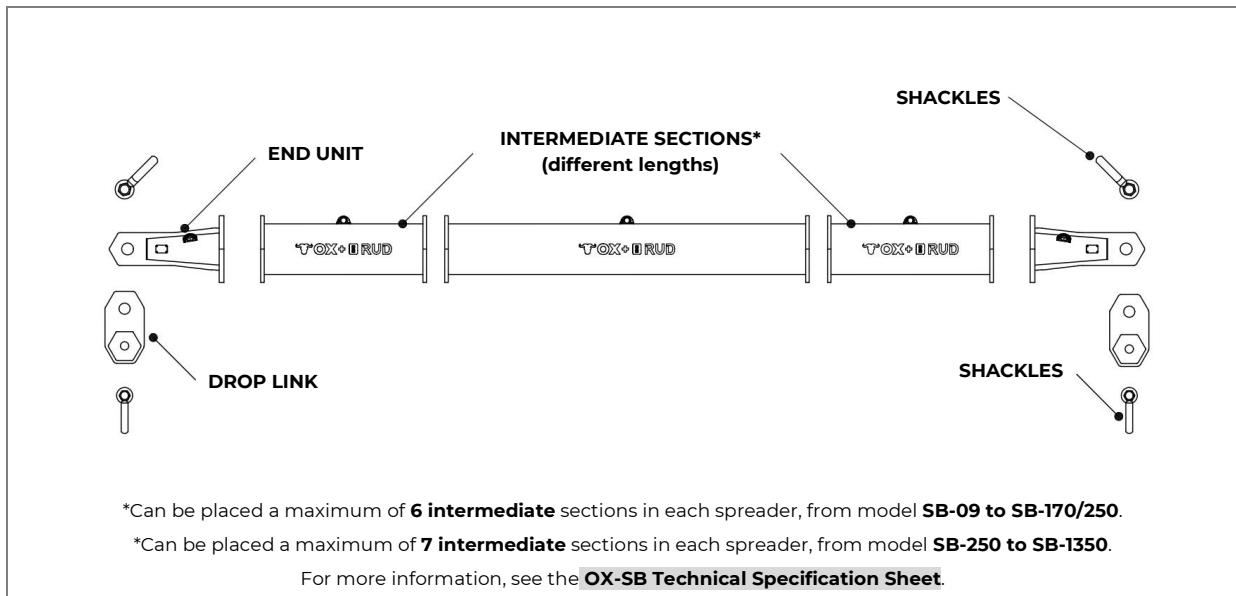 SHACKLES
INTERMEDIATE SECTIONS*
(different lengths)
END UNIT
OX+ RUD
OX+ RUD
OX+ RUD
DROP LINK
SHACKLES
*Can be placed a maximum of 6 intermediate sections in each spreader, from model SB-09 to SB-170/250.
*Can be placed a maximum of 7 intermediate sections in each spreader, from model SB-250 to SB-1350.
For more information, see the OX-SB Technical Specification Sheet.